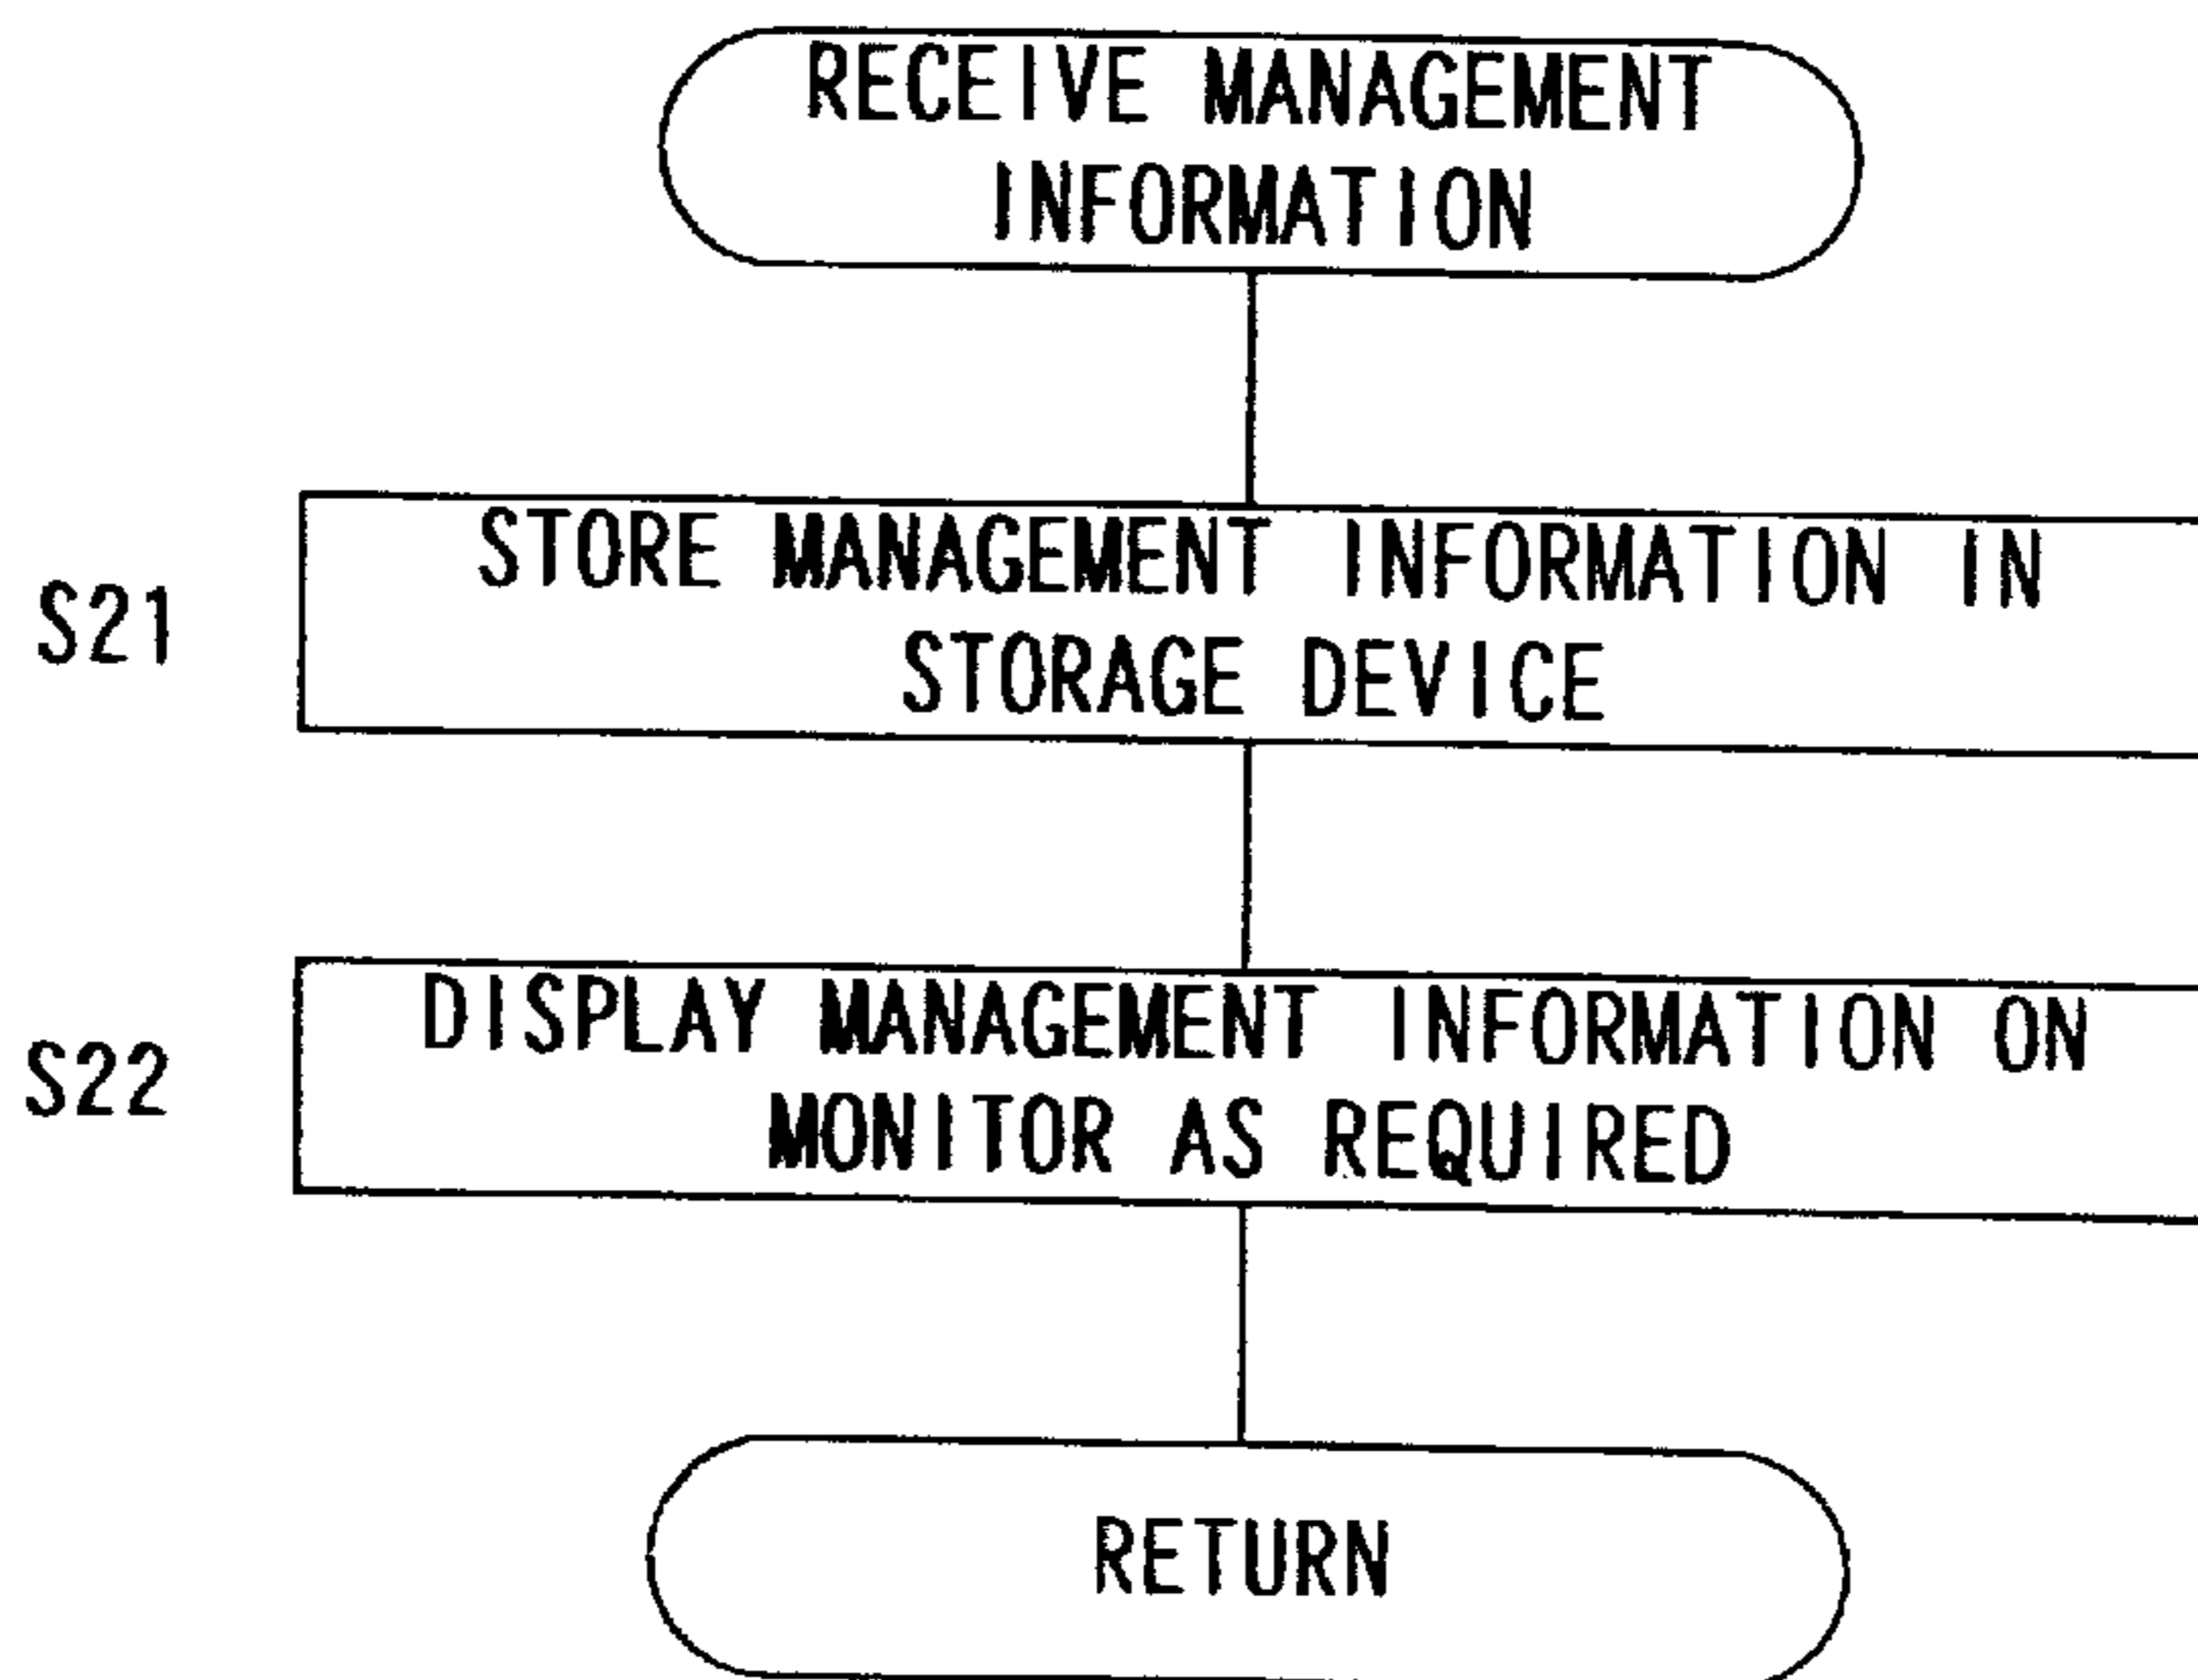 RECEIVE MANAGEMENT
INFORMATION
S21
STORE MANAGEMENT INFORMATION IN
STORAGE DEVICE
S22
DISPLAY MANAGEMENT INFORMATION ON
MONITOR AS REQUIRED
RETURN